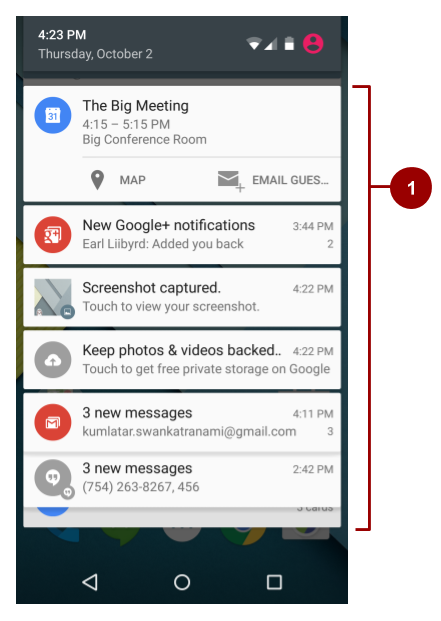 4:23 PM
Thursday, October 2
31
The Big Meeting
4:15 – 5:15 PM
Big Conference Room
MAP
EMAIL GUES...
New Google+ notifications 3:44 PM
Earl Liibyrd: Added you back 2
Screenshot captured. 4:22 PM
Touch to view your screenshot.
Keep photos & videos backed.. 4:22 PM
Touch to get free private storage on Google
3 new messages 4:11 PM
kumlatar.swankatranami@gmail.com 3
3 new messages 2:42 PM
(754) 263-8267, 456
3 cards
1